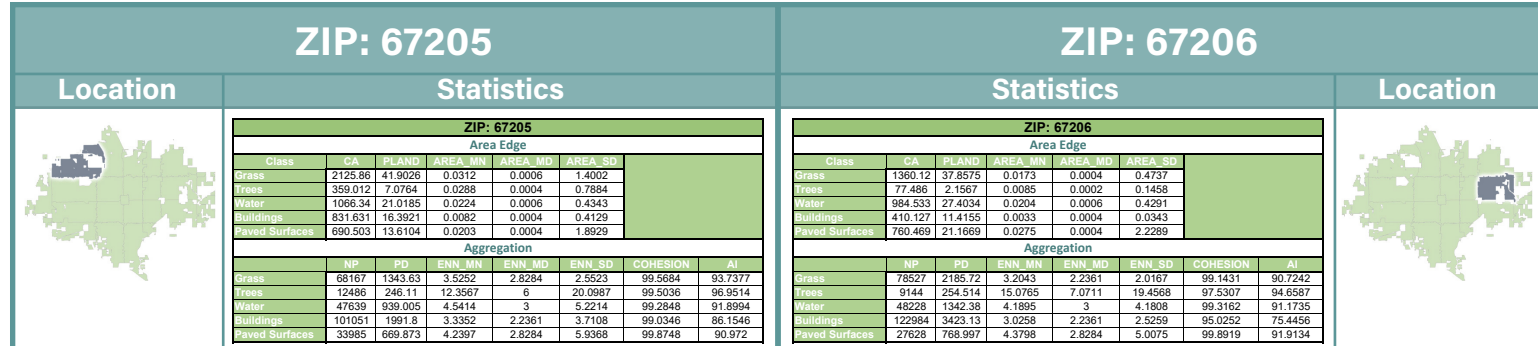 ZIP: 67205
Location Statistics
ZIP: 67205
Area Edge
Class CA PLAND AREA_MN AREA_MD AREA_SD
Grass 2125.86 41.9026 0.0312 0.0006 1.4002
Trees 359.012 7.0764 0.0288 0.0004 0.7884
Water 1066.34 21.0185 0.0224 0.0006 0.4343
Buildings 831.631 16.3921 0.0082 0.0004 0.4129
Paved Surfaces 690.503 13.6104 0.0203 0.0004 1.8929
Aggregation
NP PD ENN_MN ENN_MD ENN_SD COHESION AI
Grass 68167 1343.63 3.5252 2.8284 2.5523 99.5684 93.7377
Trees 12486 246.11 12.3567 6 20.0987 99.5036 96.9514
Water 47639 939.005 4.5414 3 5.2214 99.2848 91.8994
Buildings 101051 1991.8 3.3352 2.2361 3.7108 99.0346 86.1546
Paved Surfaces 33985 669.873 4.2397 2.8284 5.9368 99.8748 90.972
ZIP: 67206
Statistics Location
ZIP: 67206
Area Edge
Class CA PLAND AREA_MN AREA_MD AREA_SD
Grass 1360.12 37.8575 0.0173 0.0004 0.4737
Trees 77.486 2.1567 0.0085 0.0002 0.1458
Water 984.533 27.4034 0.0204 0.0006 0.4291
Buildings 410.127 11.4155 0.0033 0.0004 0.0343
Paved Surfaces 760.469 21.1669 0.0275 0.0004 2.2289
Aggregation
NP PD ENN_MN ENN_MD ENN_SD COHESION AI
Grass 78527 2185.72 3.2043 2.2361 2.0167 99.1431 90.7242
Trees 9144 254.514 15.0765 7.0711 19.4568 97.5307 94.6587
Water 48228 1342.38 4.1895 3 4.1808 99.3162 91.1735
Buildings 122984 3423.13 3.0258 2.2361 2.5259 95.0252 75.4456
Paved Surfaces 27628 768.997 4.3798 2.8284 5.0075 99.8919 91.9134